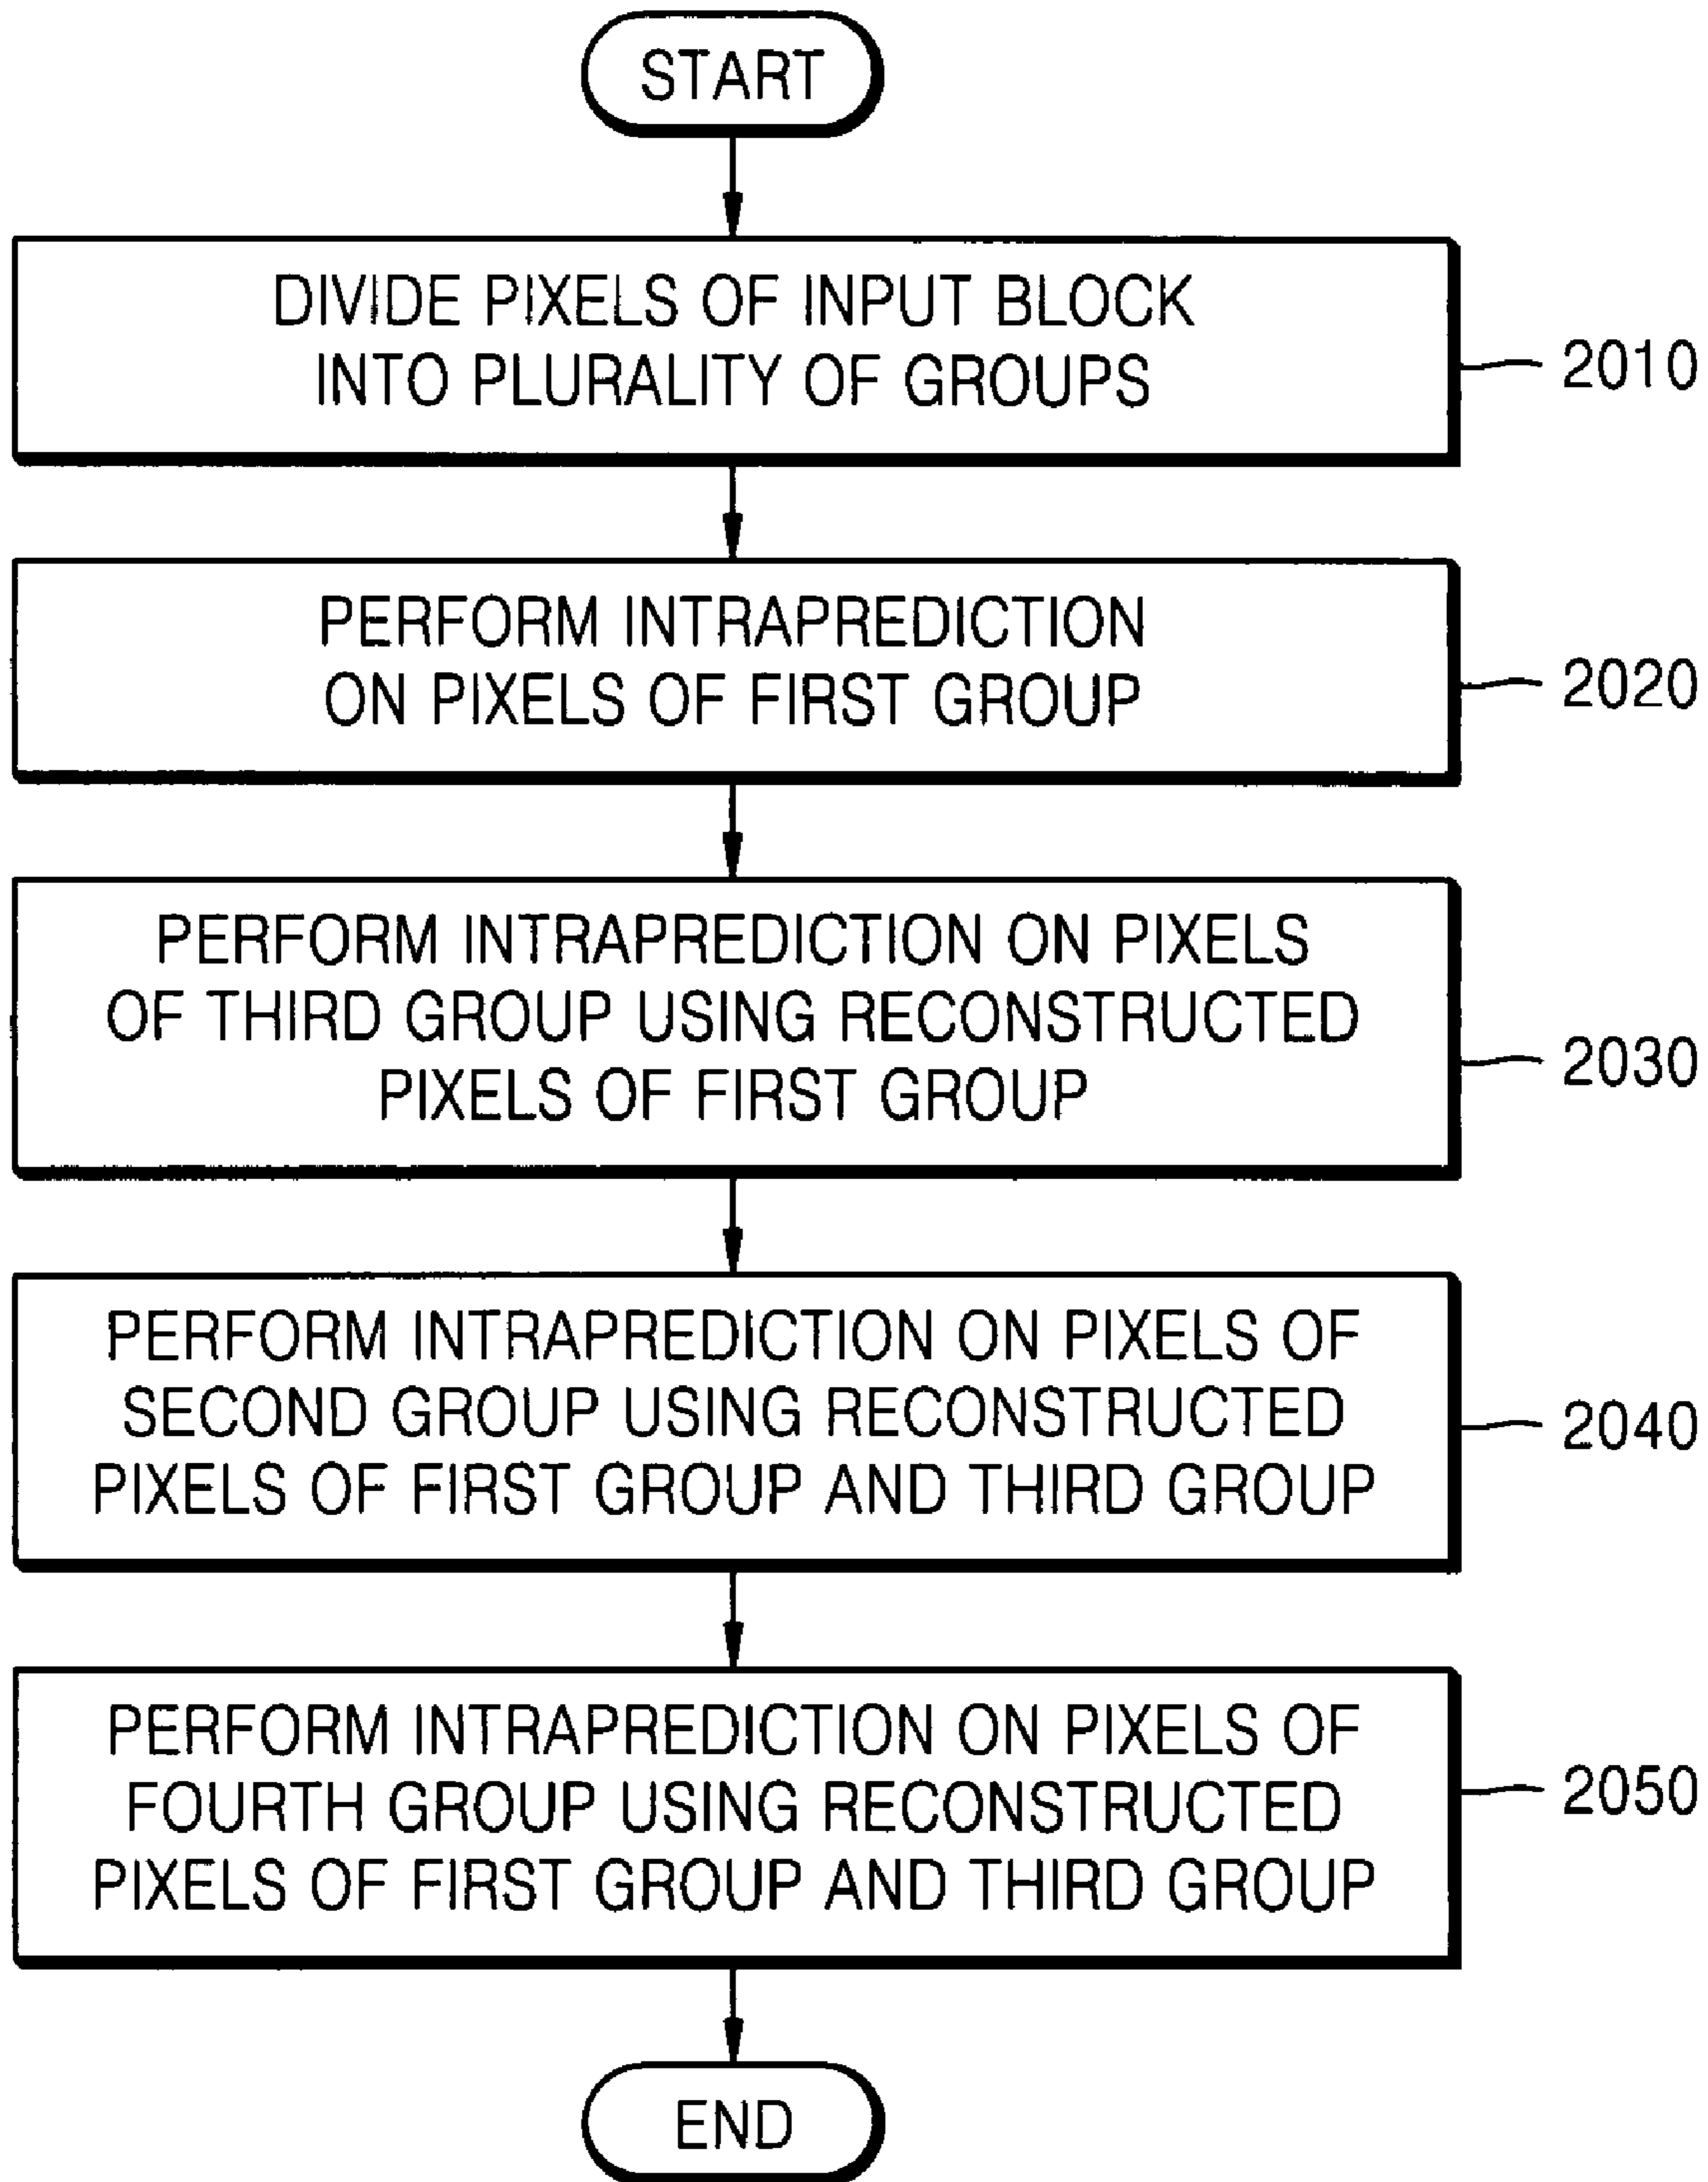 START
DIVIDE PIXELS OF INPUT BLOCK
INTO PLURALITY OF GROUPS
2010
PERFORM INTRAPREDICTION
ON PIXELS OF FIRST GROUP
2020
PERFORM INTRAPREDICTION ON PIXELS
OF THIRD GROUP USING RECONSTRUCTED
PIXELS OF FIRST GROUP
2030
PERFORM INTRAPREDICTION ON PIXELS OF
SECOND GROUP USING RECONSTRUCTED
PIXELS OF FIRST GROUP AND THIRD GROUP
2040
PERFORM INTRAPREDICTION ON PIXELS OF
FOURTH GROUP USING RECONSTRUCTED
PIXELS OF FIRST GROUP AND THIRD GROUP
2050
END